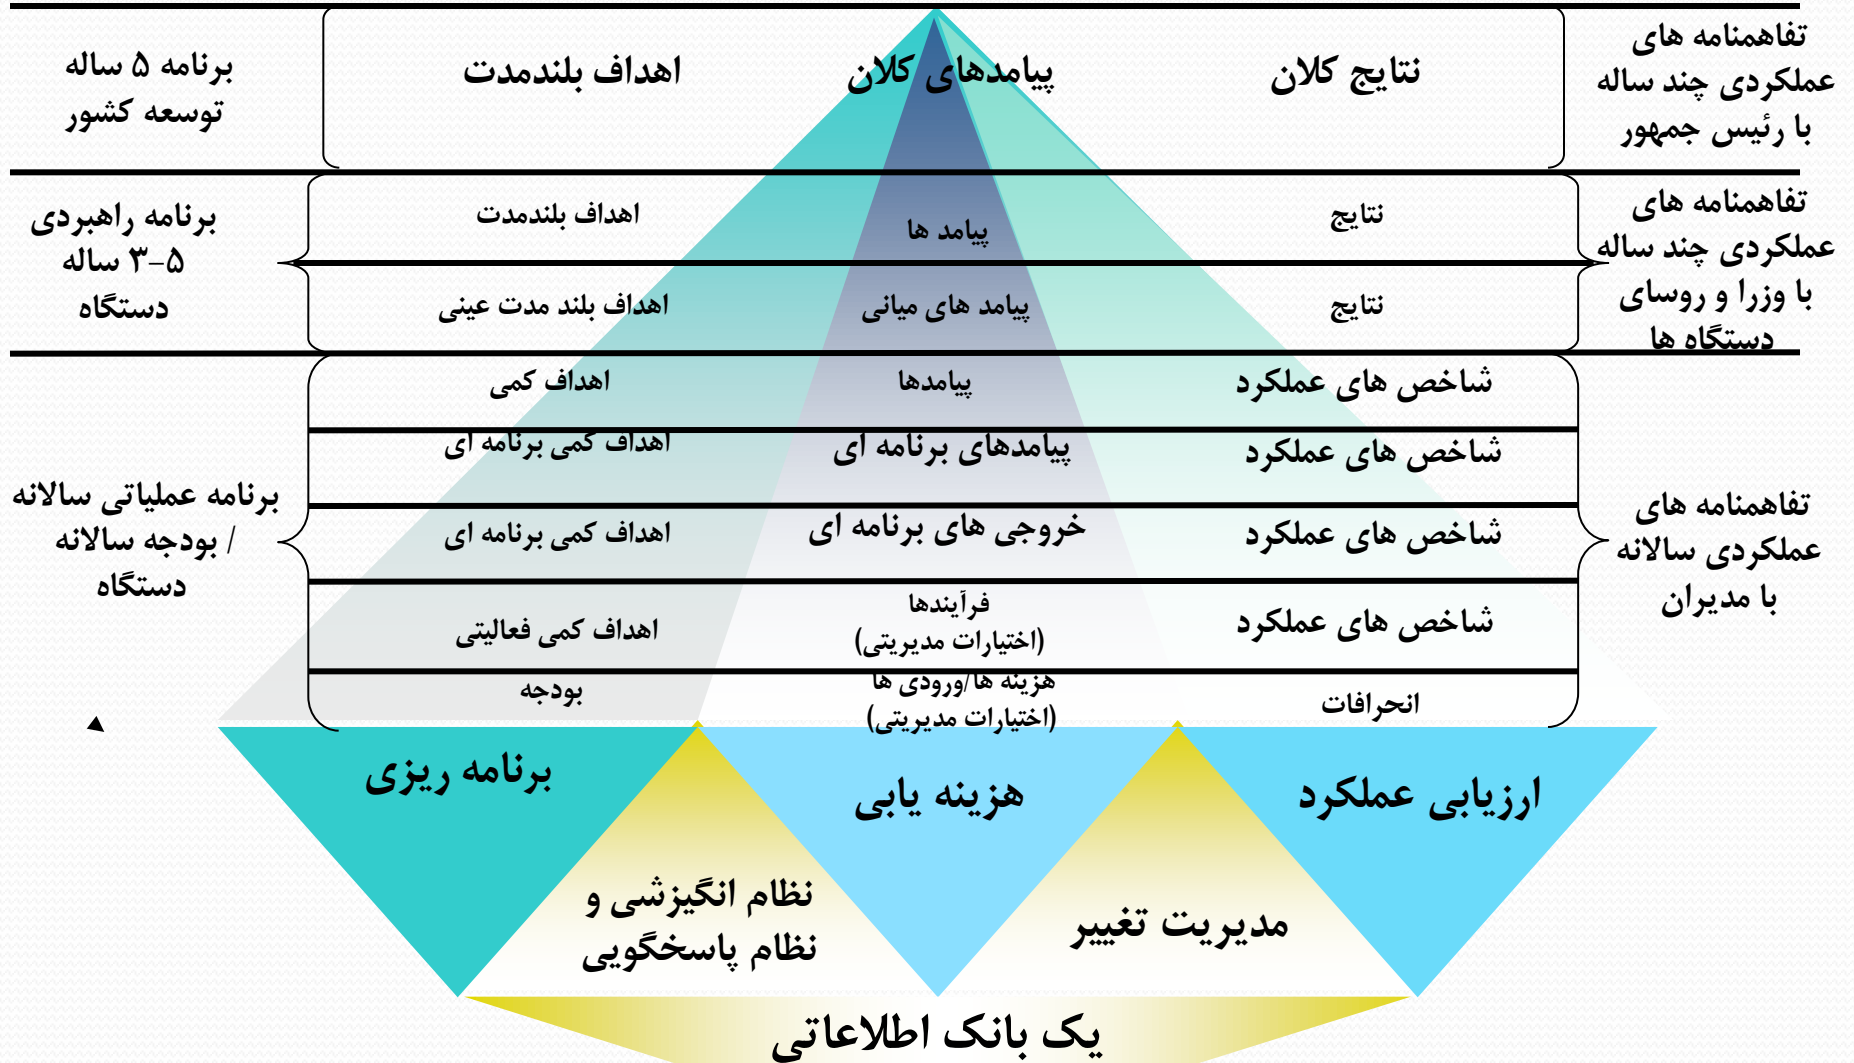 تفاهمنامه های
عملکردی چند ساله
با رئیس جمهور
نتایج کلان
پیامدهای کلان
اهداف بلندمدت
برنامه ۵ ساله
توسعه کشور
تفاهمنامه های
عملکردی چند ساله
با وزرا و روسای
دستگاه ها
نتایج
پیامد ها
اهداف بلندمدت
نتایج
پیامد های میانی
اهداف بلند مدت عینی
برنامه راهبردی
۳-۵ ساله
دستگاه
شاخص های عملکرد
پیامدها
اهداف کمی
شاخص های عملکرد
پیامدهای برنامه ای
اهداف کمی برنامه ای
شاخص های عملکرد
خروجی های برنامه ای
اهداف کمی برنامه ای
شاخص های عملکرد
فرآیندها
(اختیارات مدیریتی)
اهداف کمی فعالیتی
انحرافات
هزینه ها/ورودی ها
(اختیارات مدیریتی)
بودجه
تفاهمنامه های
عملکردی سالانه
با مدیران
برنامه عملیاتی سالانه
/ بودجه سالانه
دستگاه
ارزیابی عملکرد
هزینه یابی
برنامه ریزی
مدیریت تغییر
نظام انگیزشی و
نظام پاسخگویی
یک بانک اطلاعاتی